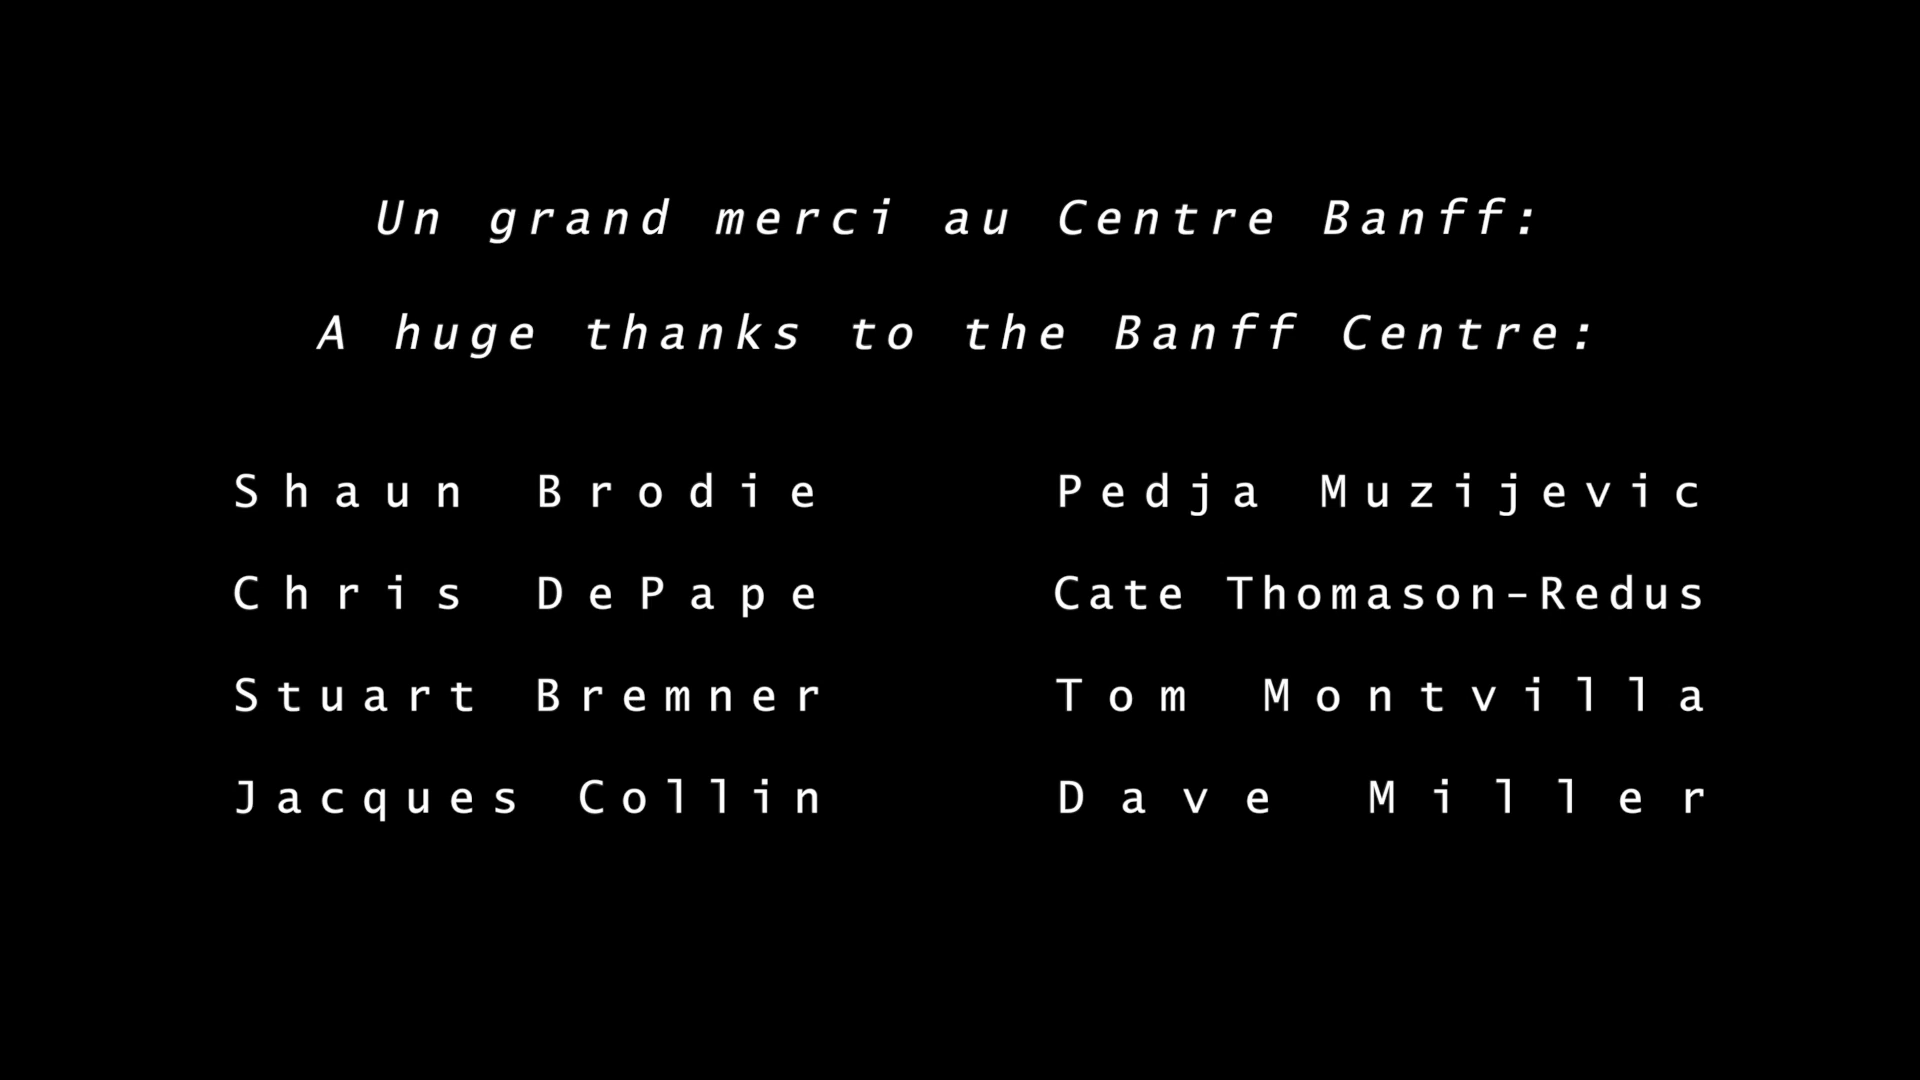 Un grand merci au Centre Banff:
A huge thanks to the Banff Centre:
Shaun Brodie
Chris DePape
Stuart Bremner
Jacques Collin
Pedja Muzijevic
Cate Thomason-Redus
Tom Montvilla
Dave Miller